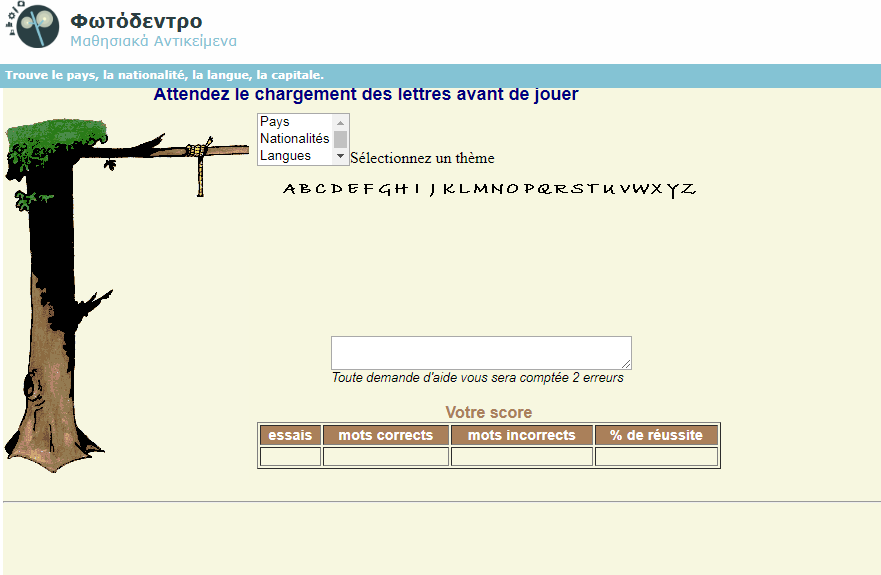 Φωτόδεντρο
Μαθησιακά Αντικείμενα
Trouve le pays, la nationalité, la langue, la capitale.
Attendez le chargement des lettres avant de jouer
Pays
Nationalités
Langues
Sélectionnez un thème
A B C D E F G H I J K L M N O P Q R S T U V W X Y Z
Toute demande d'aide vous sera comptée 2 erreurs
Votre score
essais mots corrects mots incorrects % de réussite